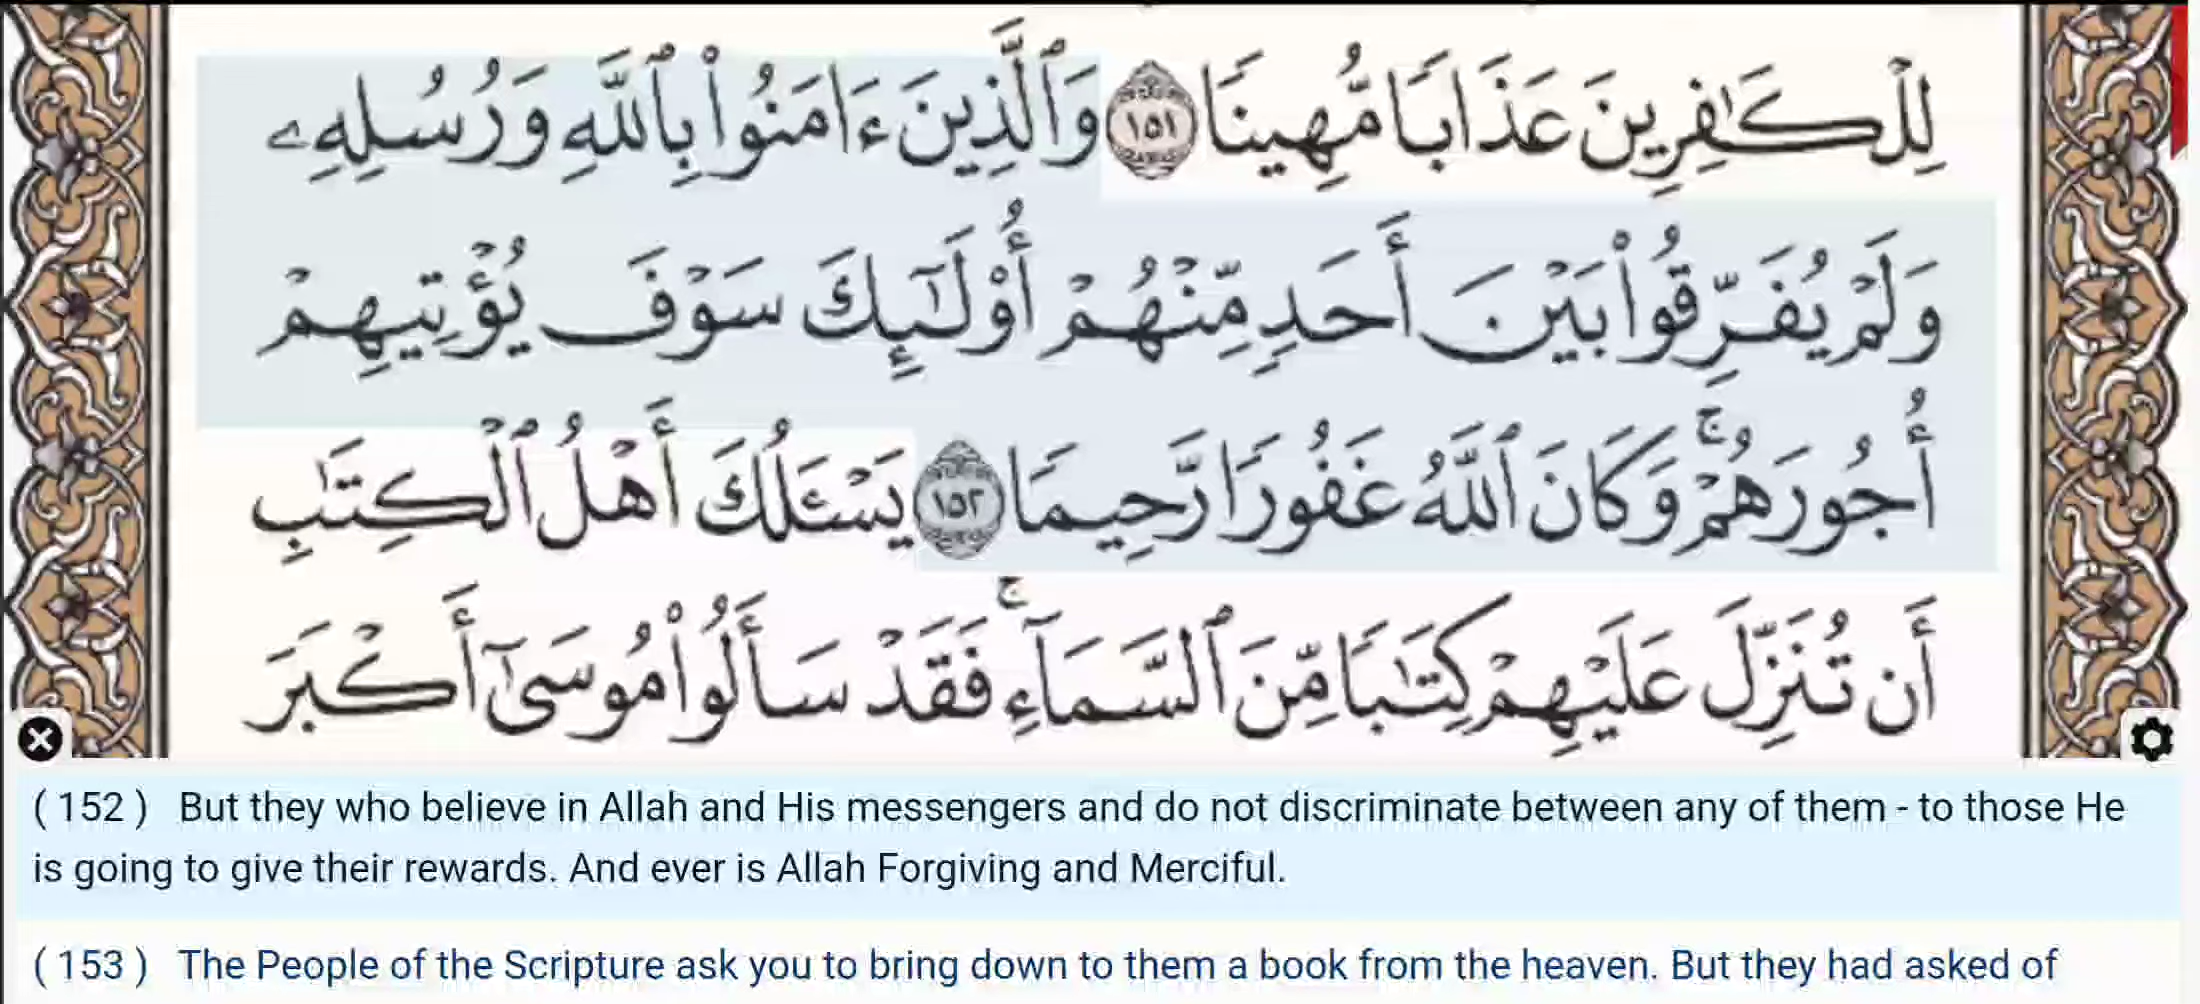 لِلۡكَٰفِرِينَ عَذَابٗا مُّهِينٗا ١٥١ وَٱلَّذِينَ ءَامَنُواْ بِٱللَّهِ وَرُسُلِهِۦ
وَلَمۡ يُفَرِّقُواْ بَيۡنَ أَحَدٖ مِّنۡهُمۡ أُوْلَٰٓئِكَ سَوۡفَ يُؤۡتِيهِمۡ
أُجُورَهُمۡۚ وَكَانَ ٱللَّهُ غَفُورٗا رَّحِيمٗا ١٥٢ يَسۡـَٔلُكَ أَهۡلُ ٱلۡكِتَٰبِ
أَن تُنَزِّلَ عَلَيۡهِمۡ كِتَٰبٗا مِّنَ ٱلسَّمَآءِۚ فَقَدۡ سَأَلُواْ مُوسَىٰٓ أَكۡبَرَ
( 152 ) But they who believe in Allah and His messengers and do not discriminate between any of them - to those He
is going to give their rewards. And ever is Allah Forgiving and Merciful.
( 153 ) The People of the Scripture ask you to bring down to them a book from the heaven. But they had asked of